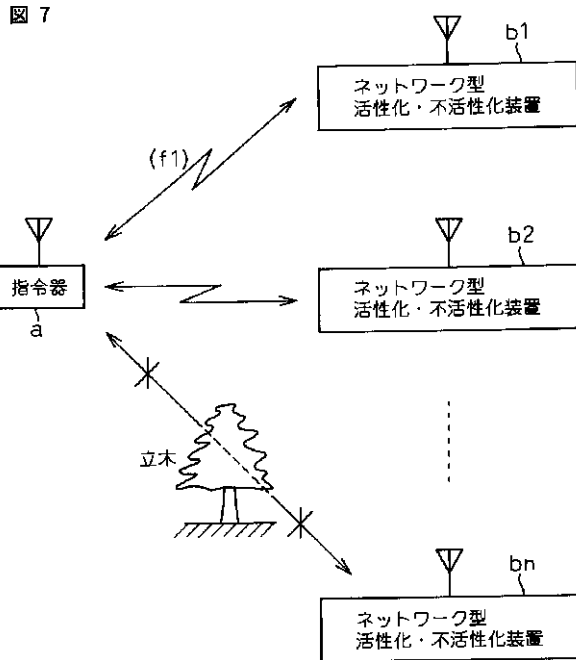 図 7
b1
ネットワーク型
活性化・不活性化装置
(f1)
b2
指令器
ネットワーク型
活性化・不活性化装置
a
立木
bn
ネットワーク型
活性化・不活性化装置